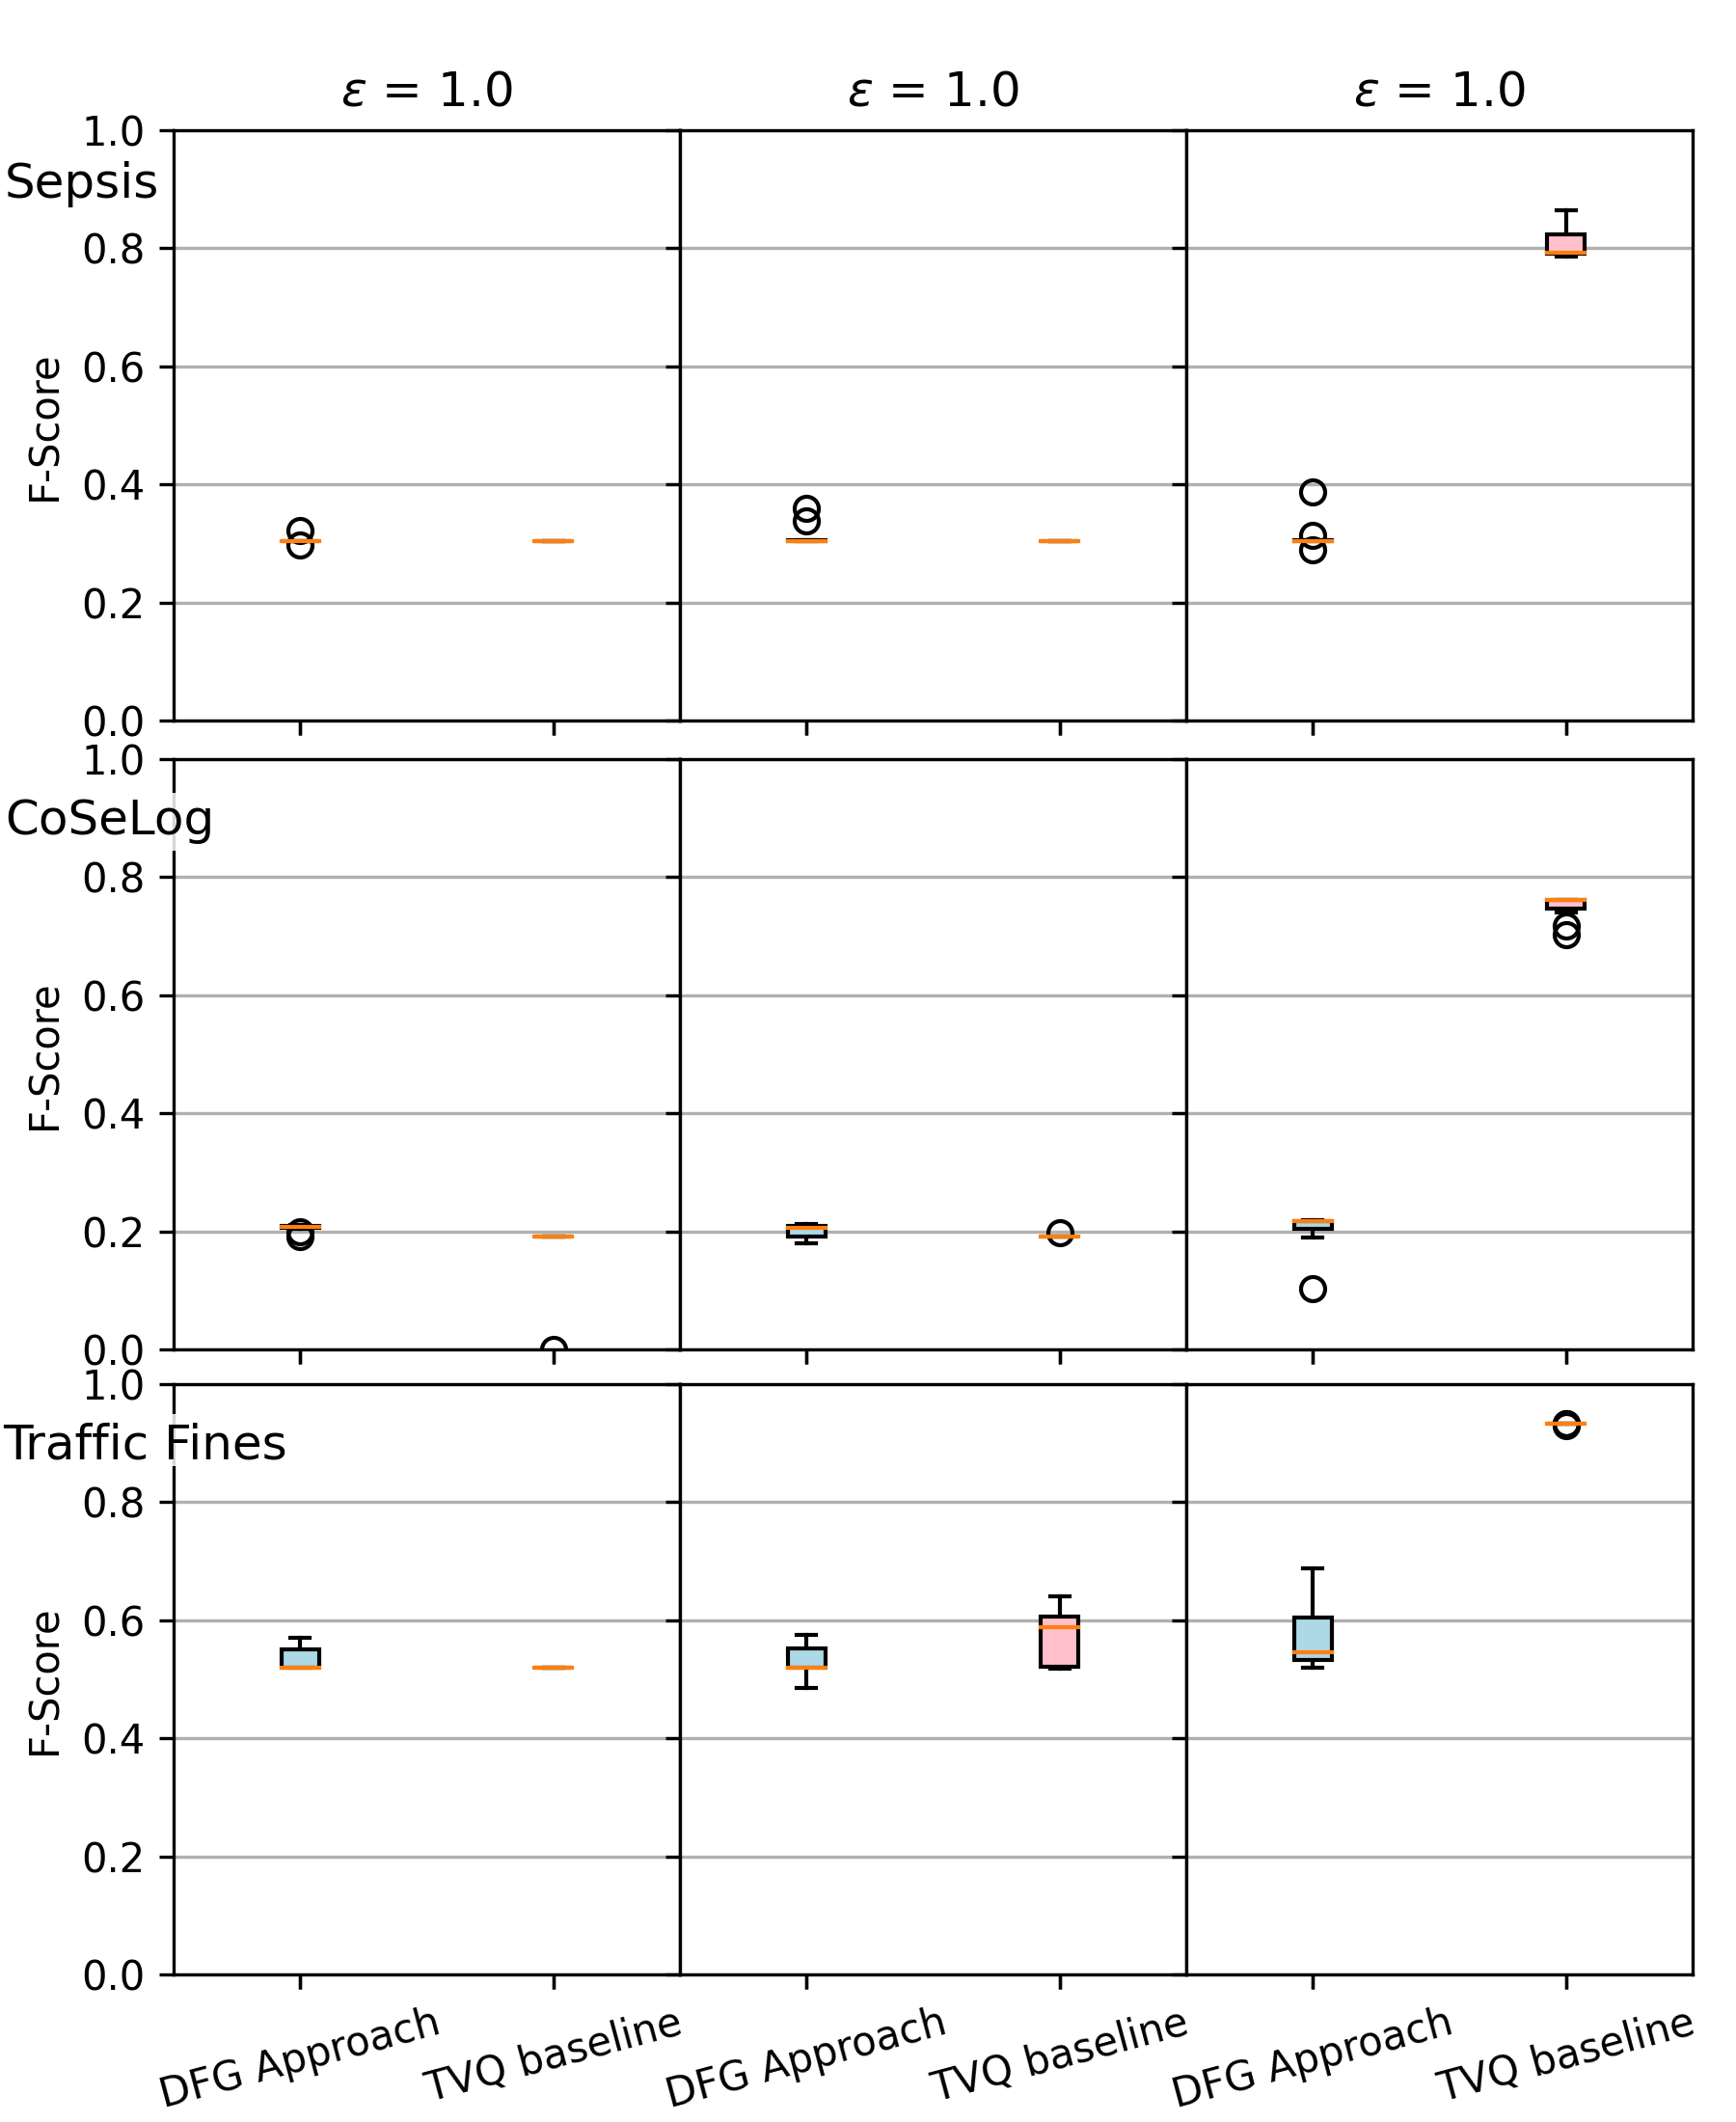 ε = 1.0 ε = 1.0 ε = 1.0
1.0
Sepsis
0.8
0.6
F-Score
0.4
0.2
0.0
1.0
CoSeLog
0.8
0.6
F-Score
0.4
0.2
0.0
1.0
Traffic Fines
0.8
0.6
F-Score
0.4
0.2
0.0
DFG Approach TVQ baseline DFG Approach TVQ baseline DFG Approach TVQ baseline